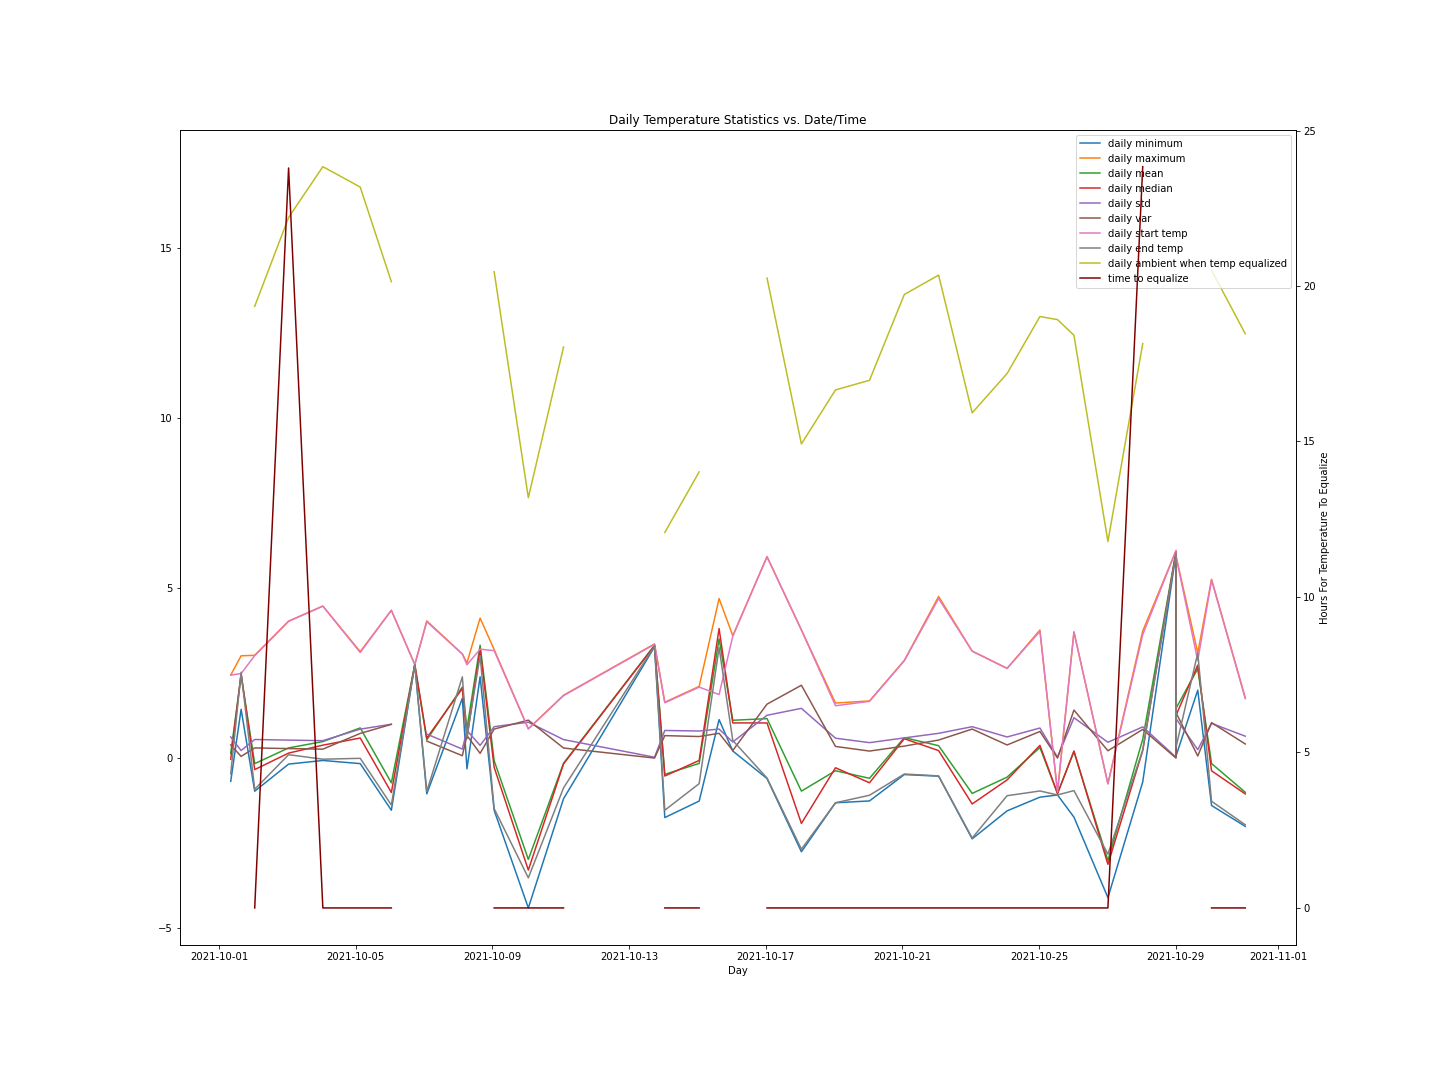 Daily Temperature Statistics vs. Date/Time
daily minimum
daily maximum
daily mean
daily median
daily std
daily var
daily start temp
daily end temp
daily ambient when temp equalized
time to equalize
15
10
5
0
−5
25
20
15
10
5
0
Hours For Temperature To Equalize
2021-10-01 2021-10-05 2021-10-09 2021-10-13 2021-10-17 2021-10-21 2021-10-25 2021-10-29 2021-11-01
Day